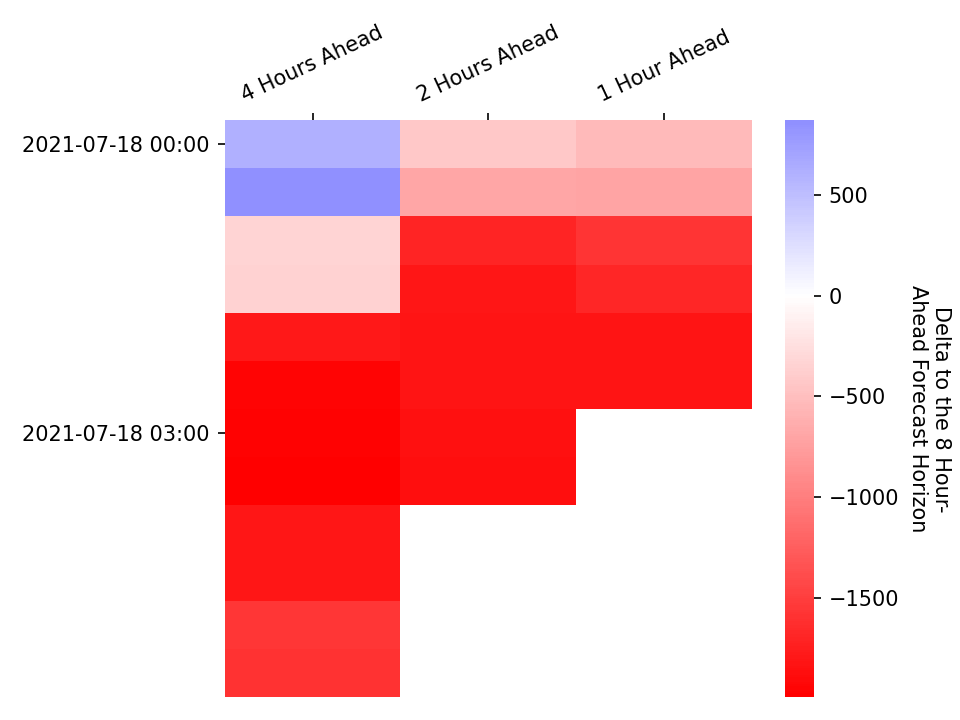 4 Hours Ahead
2 Hours Ahead
1 Hour Ahead
2021-07-18 00:00
2021-07-18 03:00
500
0
−500
−1000
−1500
Delta to the 8 Hour-
Ahead Forecast Horizon